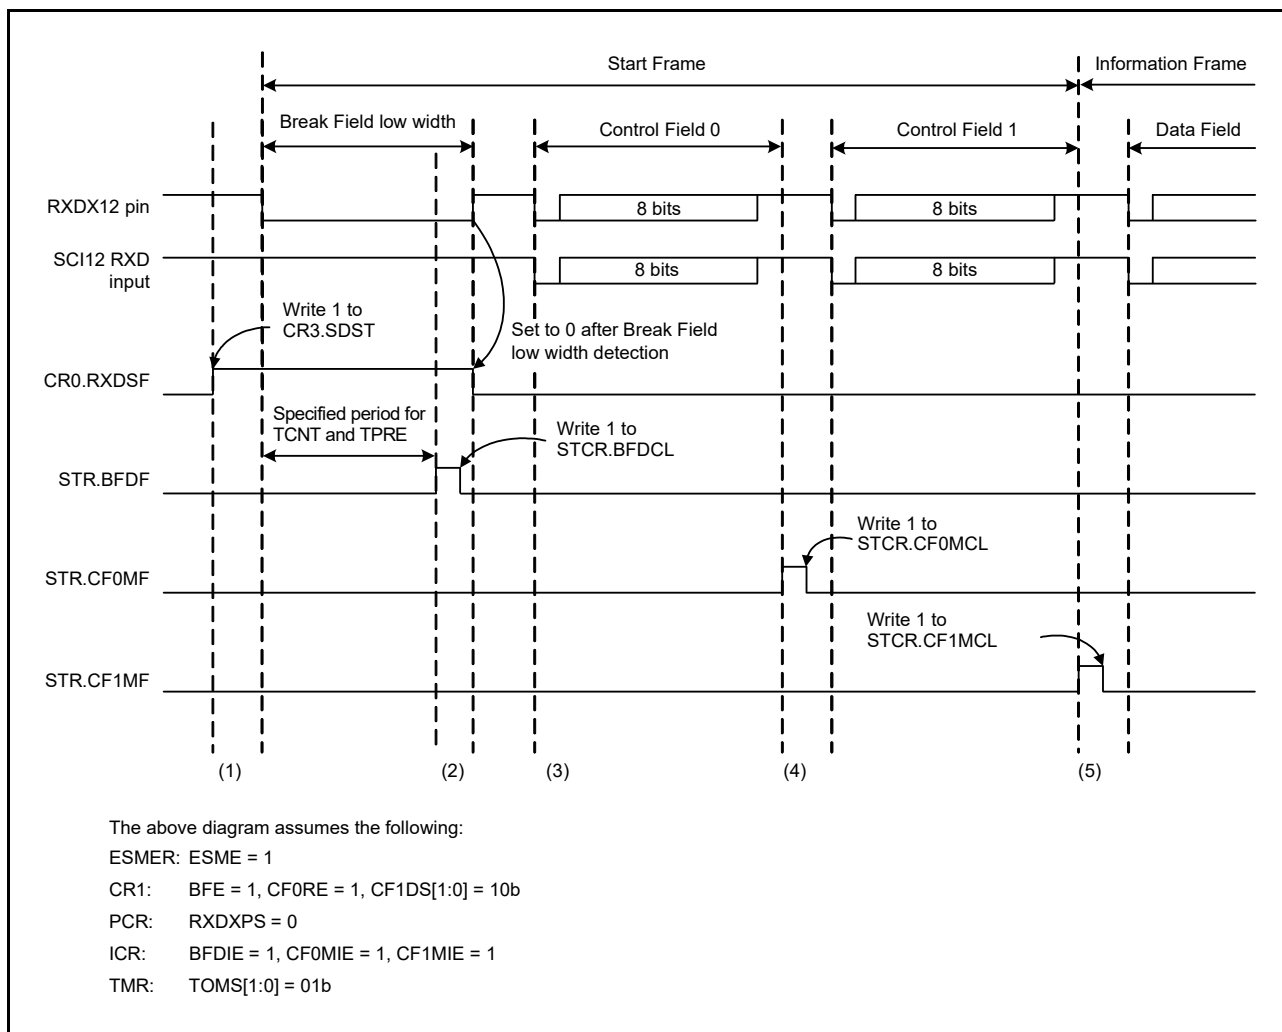 Start Frame
Information Frame
Break Field low width
Control Field 0
Control Field 1
Data Field
RXDX12 pin
8 bits
8 bits
SCI12 RXD
input
8 bits
8 bits
Write 1 to
CR3.SDST
Set to 0 after Break Field
low width detection
CR0.RXDSF
Specified period for
TCNT and TPRE
Write 1 to
STCR.BFDCL
STR.BFDF
Write 1 to
STCR.CF0MCL
STR.CF0MF
Write 1 to
STCR.CF1MCL
STR.CF1MF
(1)
(2)
(3)
(4)
(5)
The above diagram assumes the following:
ESMER: ESME = 1
CR1: BFE = 1, CF0RE = 1, CF1DS[1:0] = 10b
PCR: RXDXPS = 0
ICR: BFDIE = 1, CF0MIE = 1, CF1MIE = 1
TMR: TOMS[1:0] = 01b